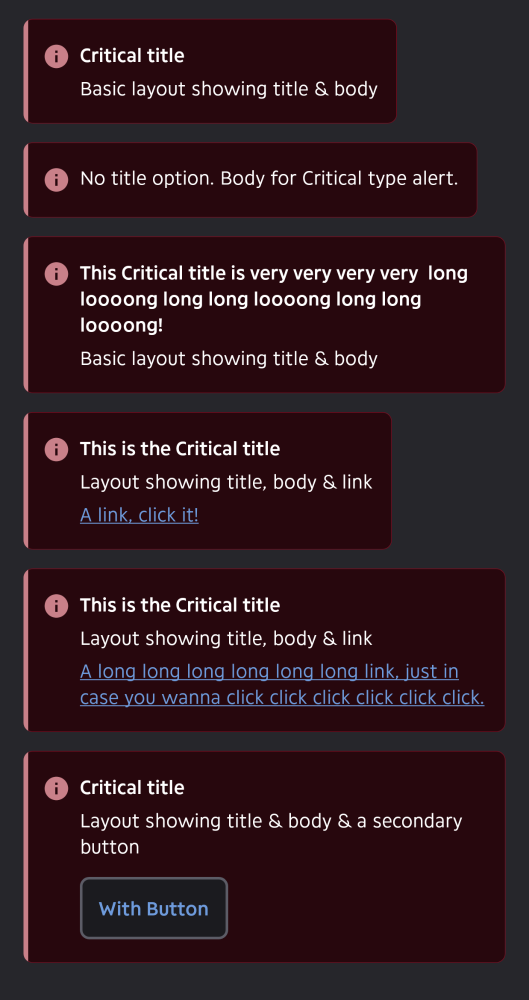 Critical title
Basic layout showing title & body
No title option. Body for Critical type alert.
This Critical title is very very very very  long
loooong long long loooong long long
loooong!
Basic layout showing title & body
This is the Critical title
Layout showing title, body & link
A link, click it!
This is the Critical title
Layout showing title, body & link
A long long long long long long link, just in
case you wanna click click click click click click.
Critical title
Layout showing title & body & a secondary
button
With Button